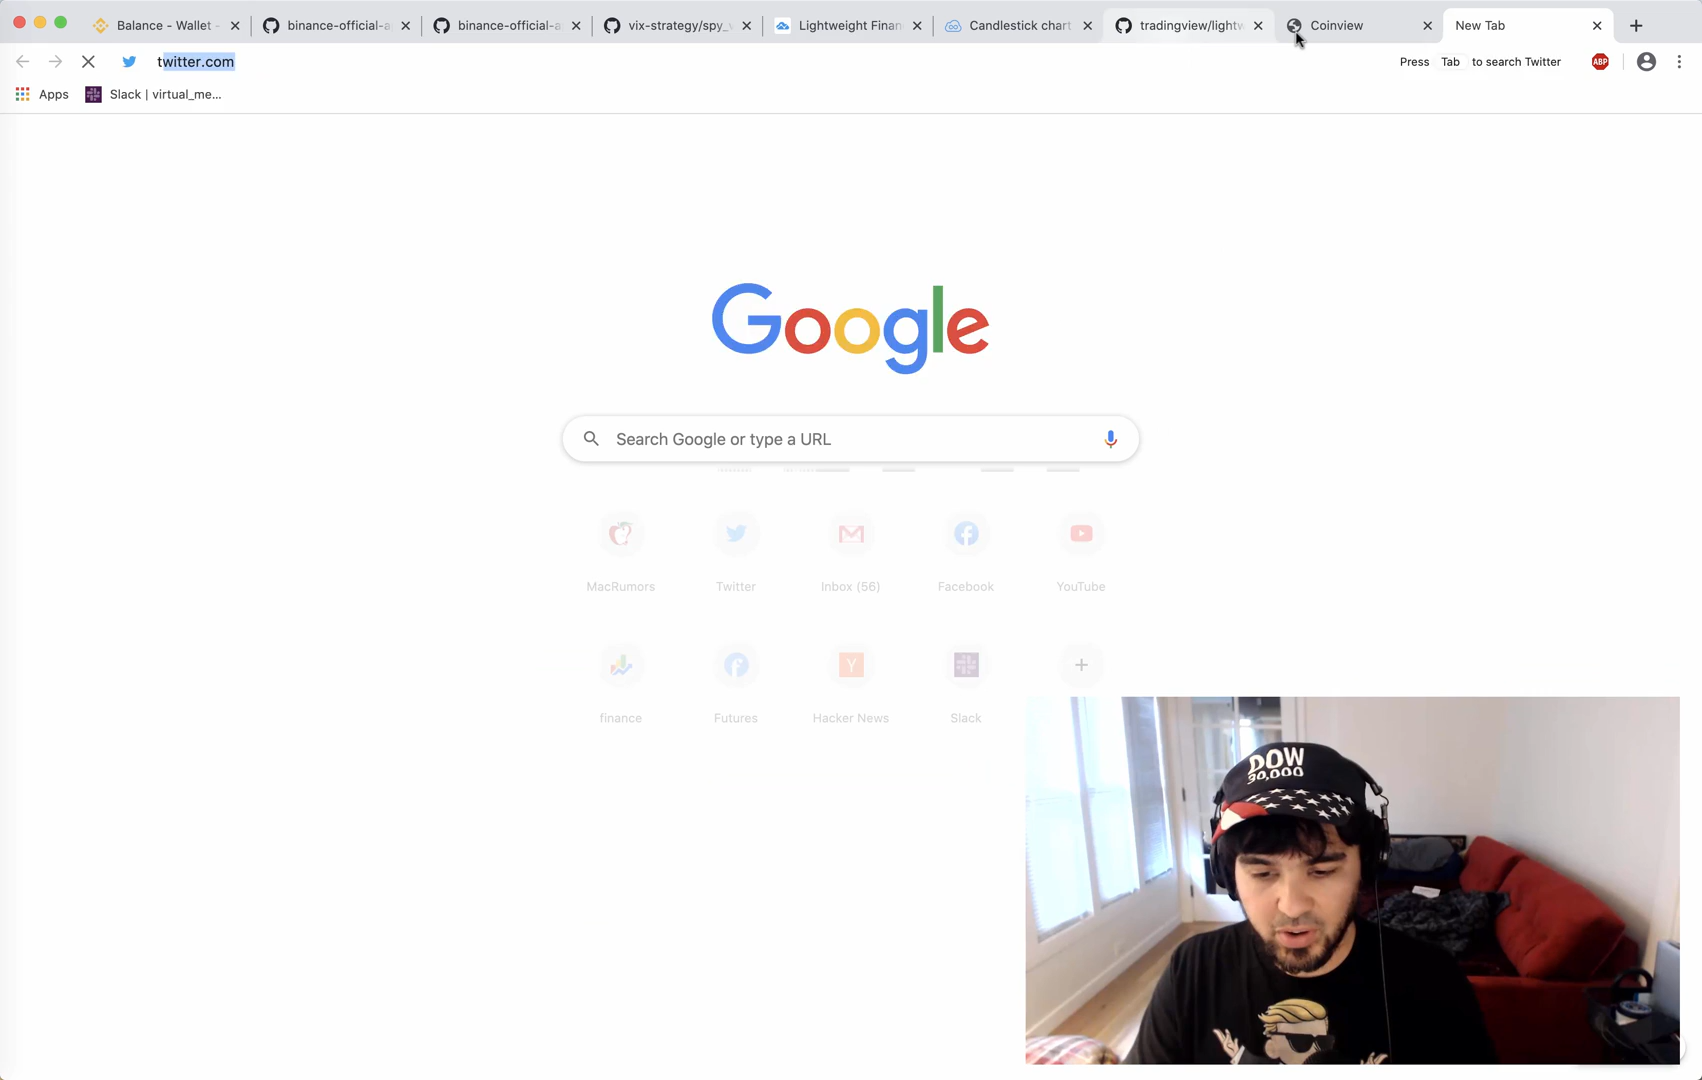 Balance - Wallet -
binance-official-a
binance-official-a
vix-strategy/spy_v
Lightweight Finan
Candlestick chart
tradingview/lightw
Coinview
New Tab
twitter.com
Press Tab to search Twitter
ABP
Apps
Slack | virtual_me...
Google
Search Google or type a URL
MacRumors
Twitter
Inbox (56)
Facebook
YouTube
Y
finance
Futures
Hacker News
Slack
DOW
30,000